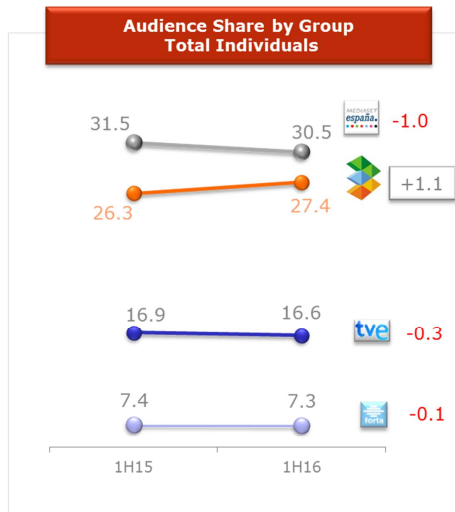 Audience Share by Group
Total Individuals
MEDIASET
españa.
-1.0
31.5
30.5
+1.1
26.3
27.4
16.9
16.6
tve
-0.3
7.4
7.3
forta
-0.1
1H15
1H16